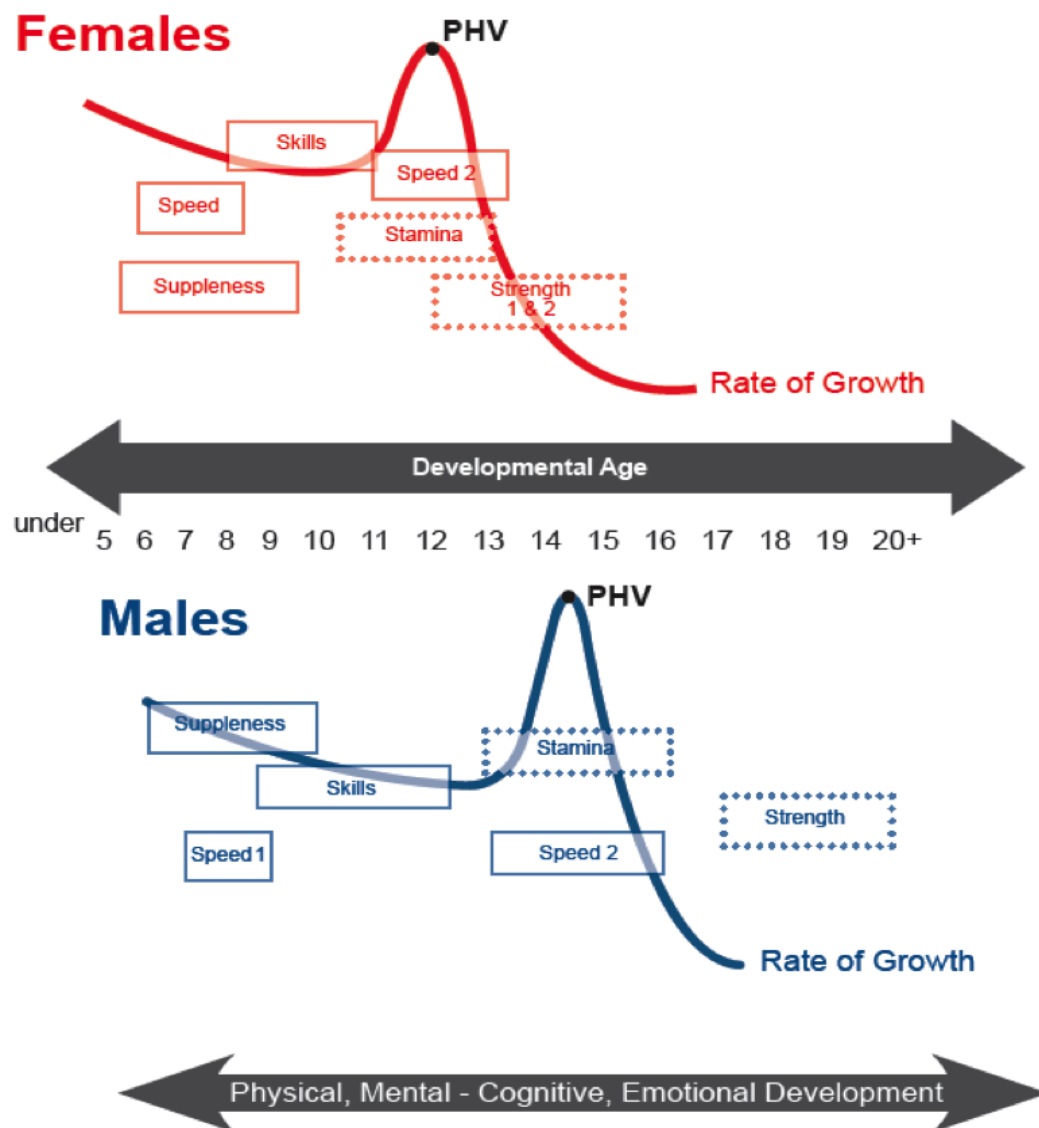 Females
PHV
Skills
Speed 2
Speed
Stamina
Suppleness
Strength
1 & 2
Rate of Growth
Developmental Age
under 5 6 7 8 9 10 11 12 13 14 15 16 17 18 19 20+
PHV
Males
Suppleness
Stamina
Skills
Strength
Speed 1
Speed 2
Rate of Growth
Physical, Mental - Cognitive, Emotional Development